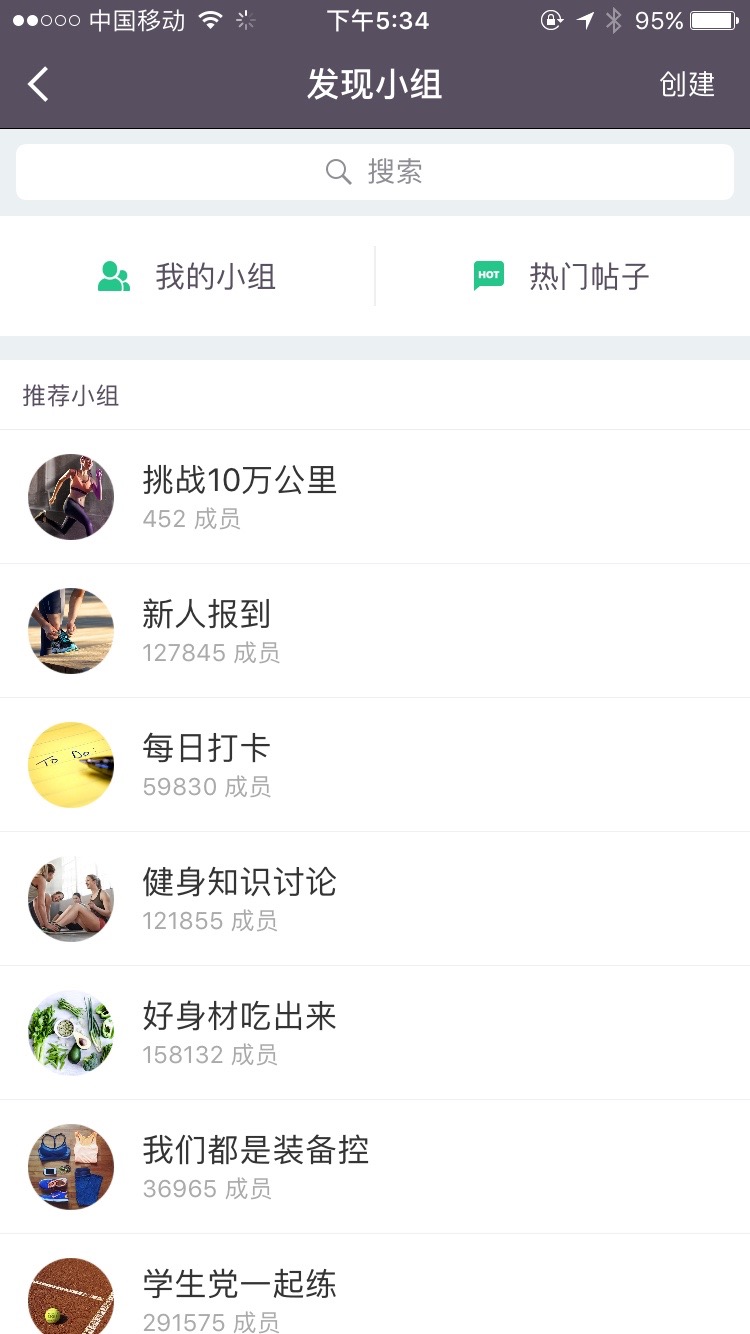 中国移动 下午5:34 95%
发现小组 创建
搜索
我的小组 HOT 热门帖子
推荐小组
挑战10万公里
452 成员
新人报到
127845 成员
每日打卡
To Do:
59830 成员
健身知识讨论
121855 成员
好身材吃出来
158132 成员
我们都是装备控
36965 成员
学生党一起练
291575 成员